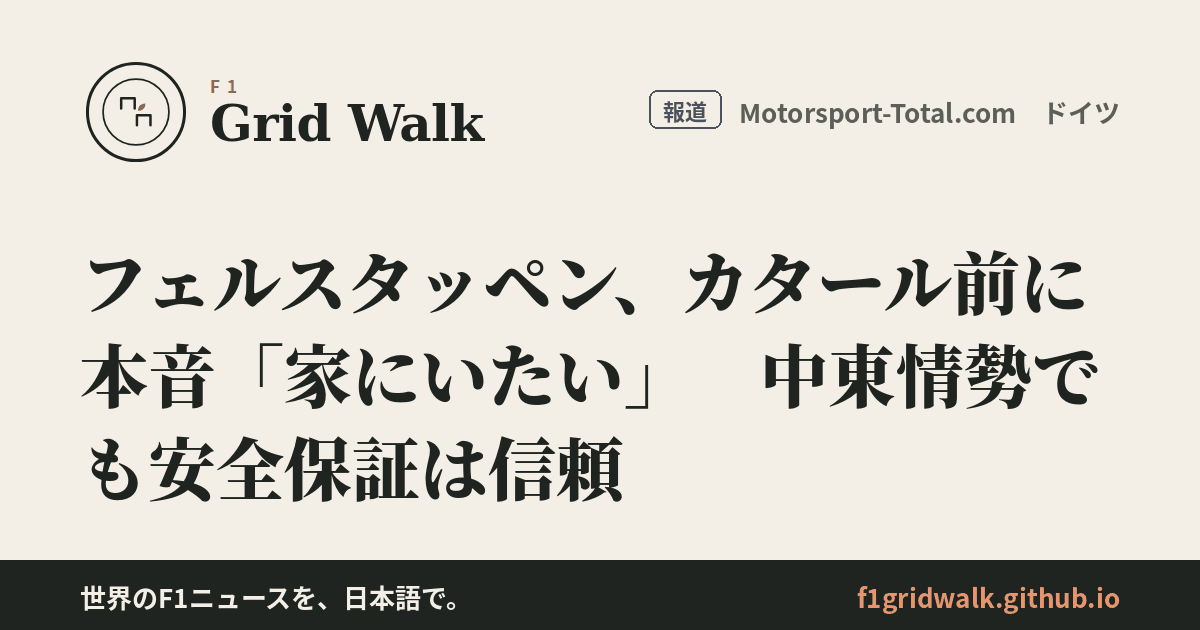 F1
Grid Walk
報道 Motorsport-Total.com ドイツ
フェルスタッペン、カタール前に
本音「家にいたい」 中東情勢で
も安全保証は信頼
世界のF1ニュースを、日本語で。
f1gridwalk.github.io